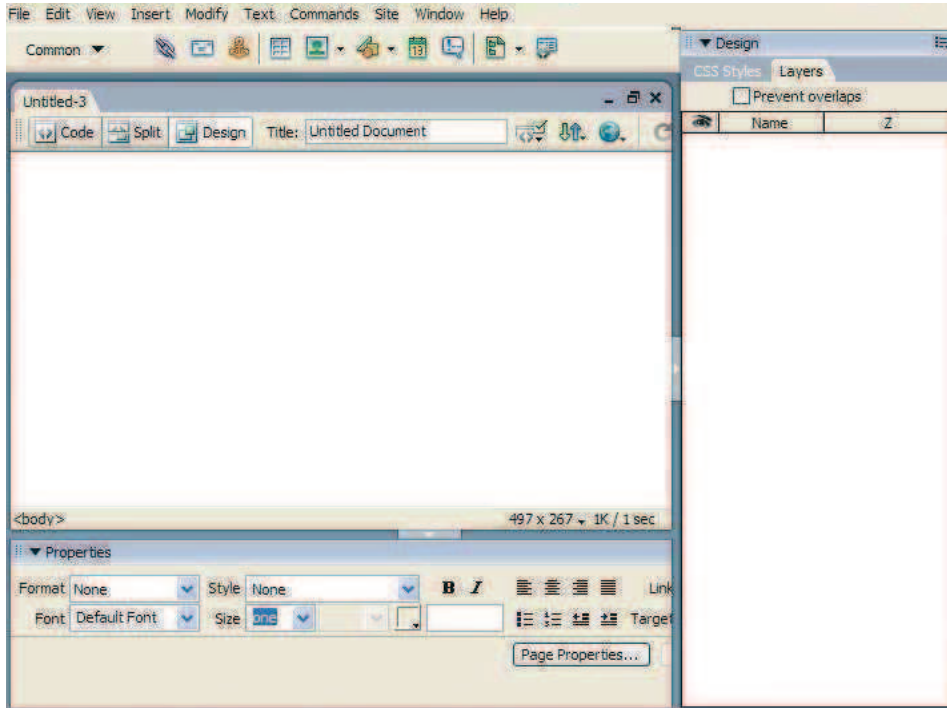 File Edit View Insert Modify Text Commands Site Window Help
Common
Design
CSS Styles Layers
Prevent overlaps
Name Z
Untitled-3
Code Split Design Title: Untitled Document
<body> 497 x 267 1K / 1 sec
Properties
Format None Style None B I Link
Font Default Font Size one Target
Page Properties...